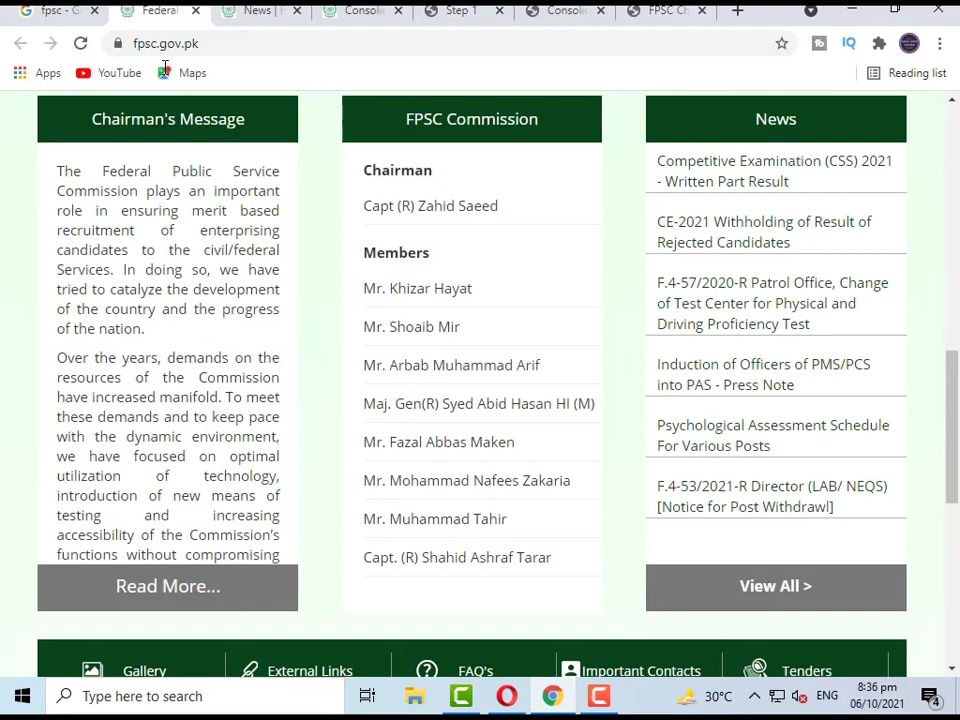 fpsc - G
Federal
News | F
Consolid
Step 1
Consolid
FPSC Ch
fpsc.gov.pk
Apps
YouTube
Maps
Reading list
Chairman's Message
The Federal Public Service
Commission plays an important
role in ensuring merit based
recruitment of enterprising
candidates to the civil/federal
Services. In doing so, we have
tried to catalyze the development
of the country and the progress
of the nation.
Over the years, demands on the
resources of the Commission
have increased manifold. To meet
these demands and to keep pace
with the dynamic environment,
we have focused on optimal
utilization of technology,
introduction of new means of
testing and increasing
accessibility of the Commission's
functions without compromising
Read More...
FPSC Commission
Chairman
Capt (R) Zahid Saeed
Members
Mr. Khizar Hayat
Mr. Shoaib Mir
Mr. Arbab Muhammad Arif
Maj. Gen(R) Syed Abid Hasan HI (M)
Mr. Fazal Abbas Maken
Mr. Mohammad Nafees Zakaria
Mr. Muhammad Tahir
Capt. (R) Shahid Ashraf Tarar
News
Competitive Examination (CSS) 2021
- Written Part Result
CE-2021 Withholding of Result of
Rejected Candidates
F.4-57/2020-R Patrol Office, Change
of Test Center for Physical and
Driving Proficiency Test
Induction of Officers of PMS/PCS
into PAS - Press Note
Psychological Assessment Schedule
For Various Posts
F.4-53/2021-R Director (LAB/ NEQS)
[Notice for Post Withdrawl]
View All >
Gallery
External Links
FAQ's
Important Contacts
Tenders
Type here to search
30°C
ENG
8:36 pm
06/10/2021
4